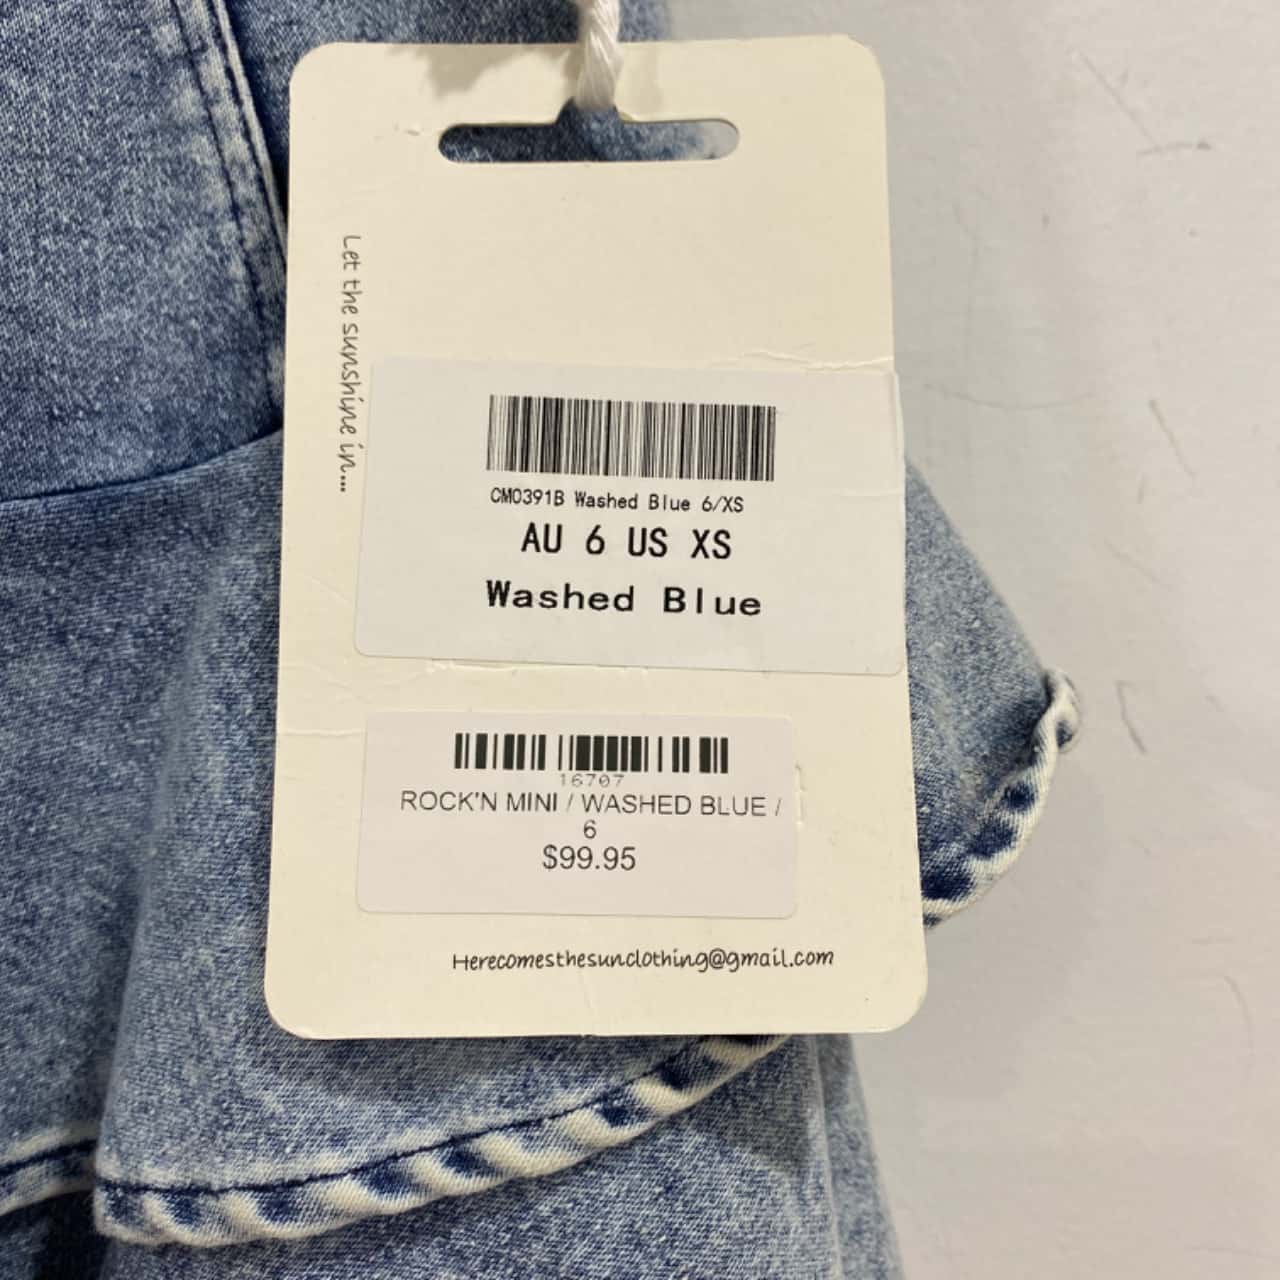 Let the sunshine in...
CM0391B Washed Blue 6/XS
AU 6 US XS
Washed Blue
16707
ROCK'N MINI / WASHED BLUE /
6
$99.95
Herecomesthesunclothing@gmail.com